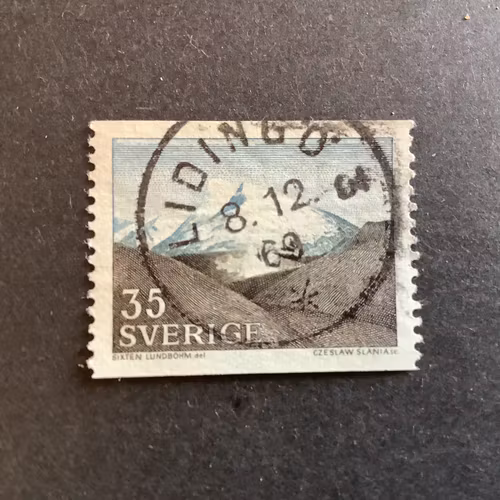 LIDINGÖ
8.12.
69
35
SVERIGE
SIXTEN LUNDBOHM del. CZESLAW SLANIA sc.